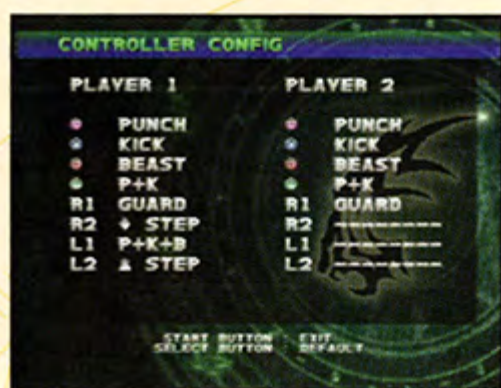 CONTROLLER CONFIG
PLAYER 1 PLAYER 2
PUNCH PUNCH
KICK KICK
BEAST BEAST
P+K P+K
R1 GUARD R1 GUARD
R2 ▼ STEP R2 --------
L1 P+K+B L1 --------
L2 ▲ STEP L2 --------
START BUTTON : EXIT
SELECT BUTTON : DEFAULT